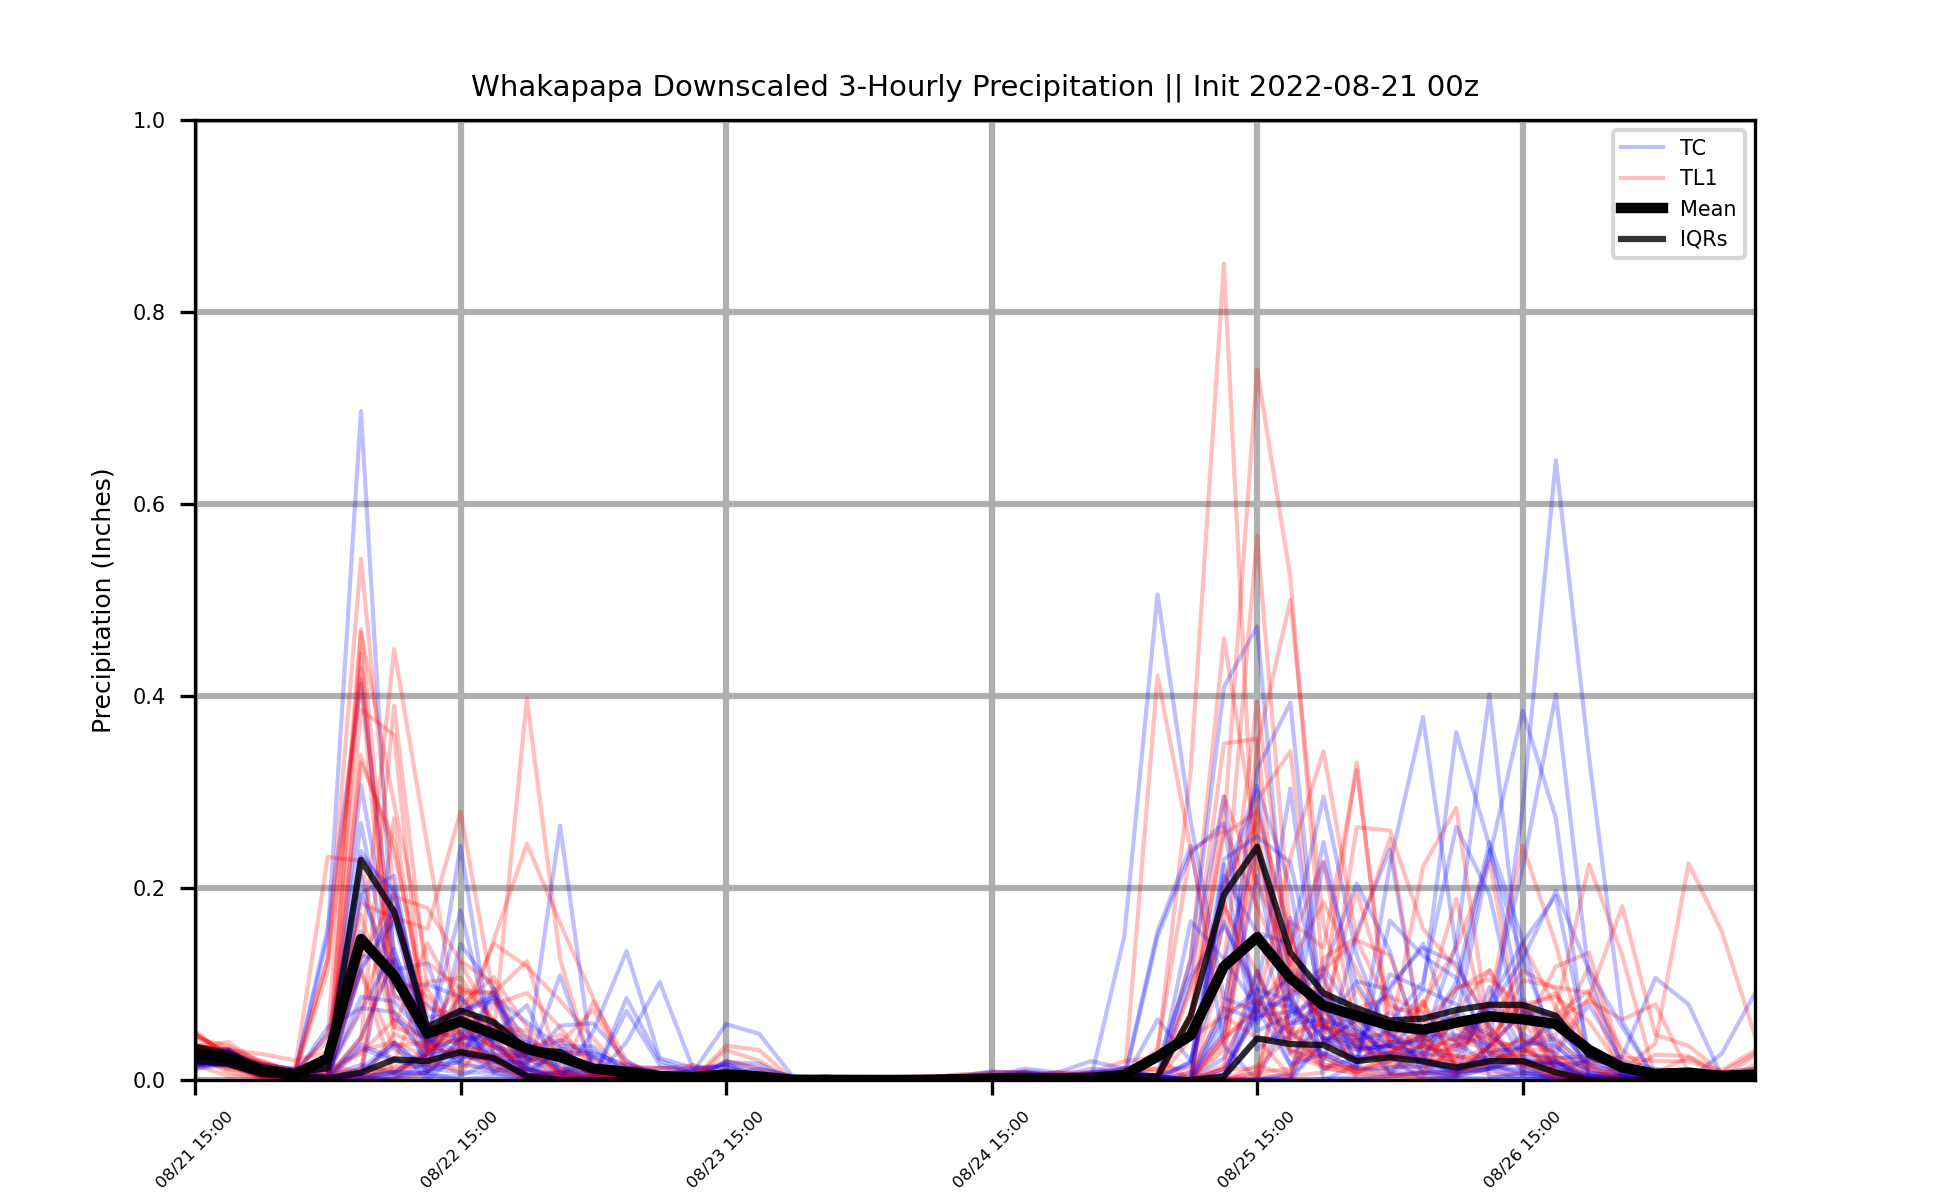 Whakapapa Downscaled 3-Hourly Precipitation || Init 2022-08-21 00z
1.0
0.8
0.6
0.4
0.2
0.0
Precipitation (Inches)
TC
TL1
Mean
IQRs
08/21 15:00
08/22 15:00
08/23 15:00
08/24 15:00
08/25 15:00
08/26 15:00